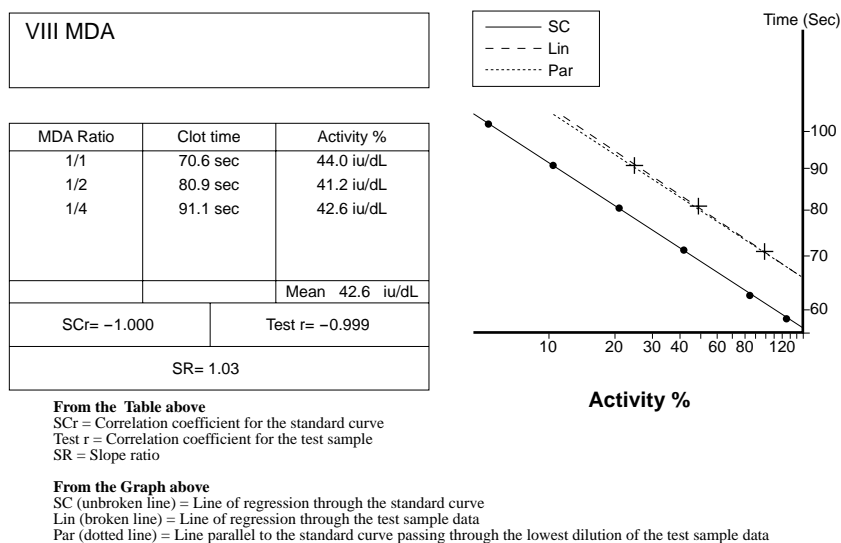 VIII MDA
MDA Ratio Clot time Activity %
1/1 70.6 sec 44.0 iu/dL
1/2 80.9 sec 41.2 iu/dL
1/4 91.1 sec 42.6 iu/dL
Mean 42.6 iu/dL
SCr= −1.000 Test r= −0.999
SR= 1.03
SC
Lin
Par
Time (Sec)
100
90
80
70
60
10 20 30 40 60 80 120
Activity %
From the Table above
SCr = Correlation coefficient for the standard curve
Test r = Correlation coefficient for the test sample
SR = Slope ratio
From the Graph above
SC (unbroken line) = Line of regression through the standard curve
Lin (broken line) = Line of regression through the test sample data
Par (dotted line) = Line parallel to the standard curve passing through the lowest dilution of the test sample data